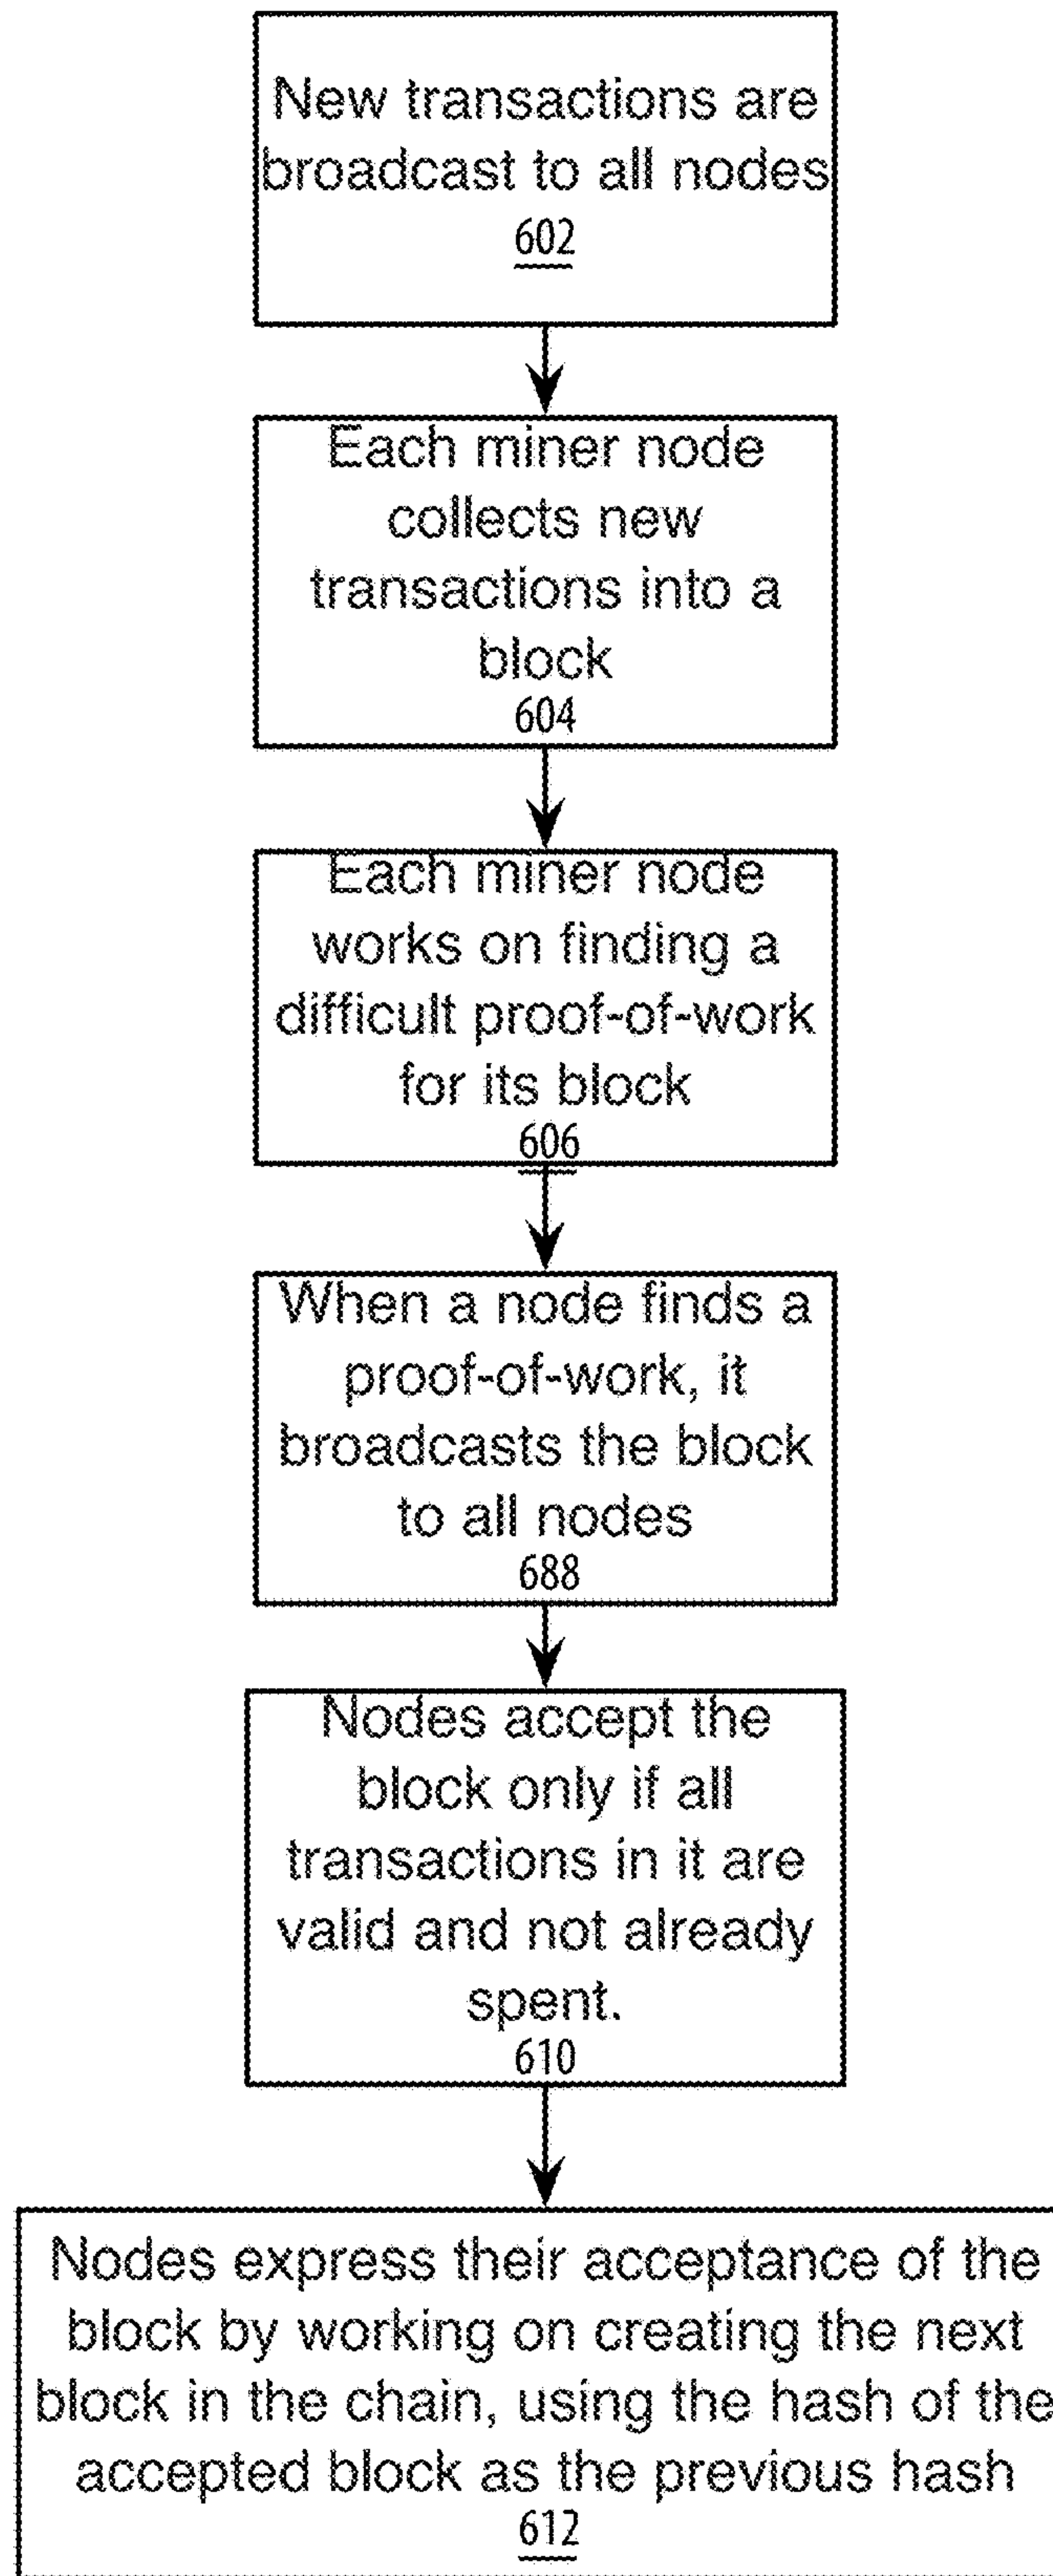 New transactions are
broadcast to all nodes
602
Each miner node
collects new
transactions into a
block
604
Each miner node
works on finding a
difficult proof-of-work
for its block
606
When a node finds a
proof-of-work, it
broadcasts the block
to all nodes
688
Nodes accept the
block only if all
transactions in it are
valid and not already
spent.
610
Nodes express their acceptance of the
block by working on creating the next
block in the chain, using the hash of the
accepted block as the previous hash
612